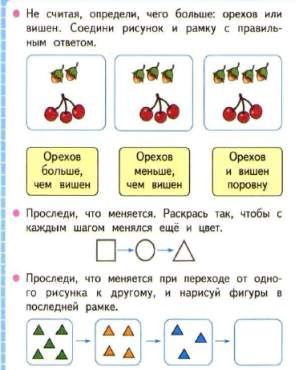 Не считая, определи, чего больше: орехов или
вишен. Соедини рисунок и рамку с правиль-
ным ответом.
Орехов
больше,
чем вишен
Орехов
меньше,
чем вишен
Орехов
и вишен
поровну
Проследи, что меняется. Раскрась так, чтобы с
каждым шагом менялся ещё и цвет.
Проследи, что меняется при переходе от одно-
го рисунка к другому, и нарисуй фигуры в
последней рамке.